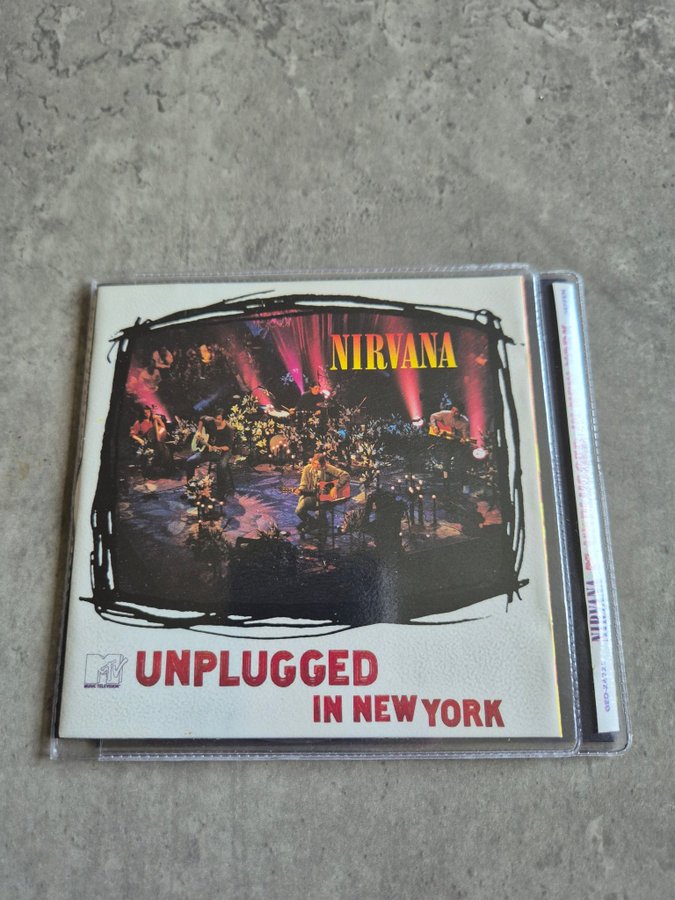 NIRVANA
MTV
MUSIC TELEVISION®
UNPLUGGED
IN NEW YORK
NIRVANA